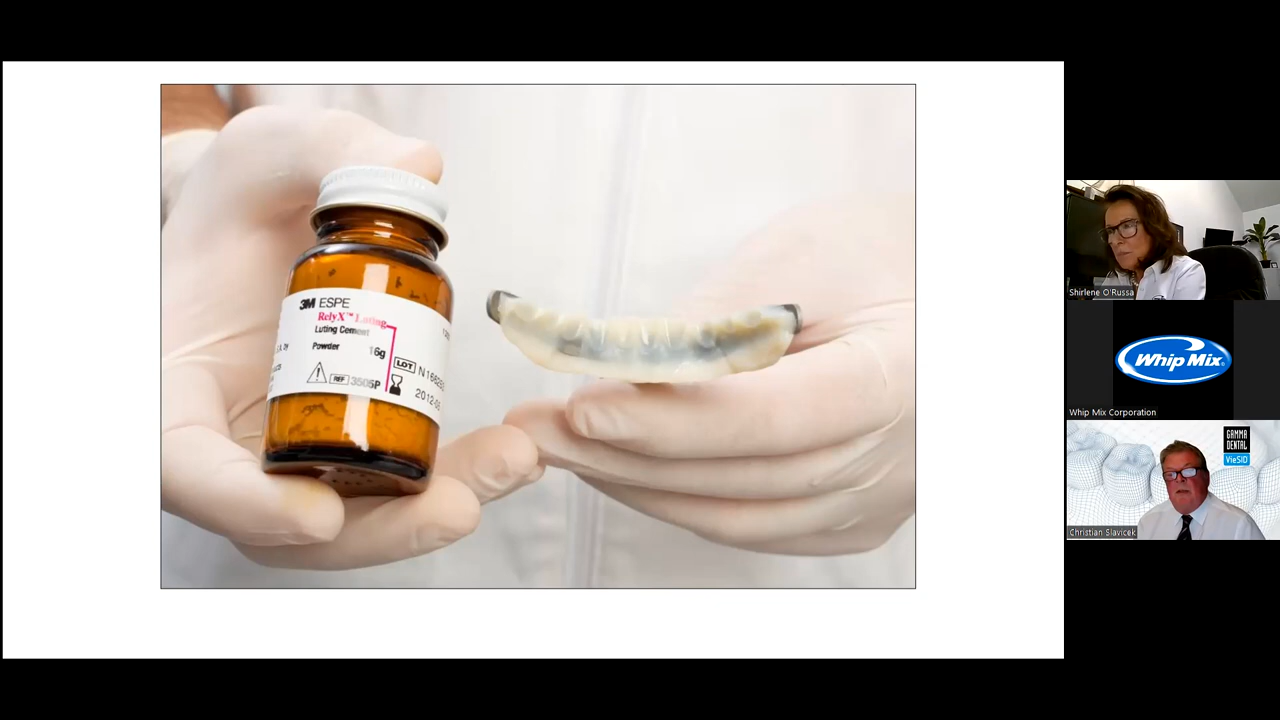 3M ESPE
RelyX™ Luting
Luting Cement
Powder 16g
LOT
REF 3505P
2012-
Shirlene O'Russa
Whip Mix®
Whip Mix Corporation
GAMMA
DENTAL
VieSID
Christian Slavicek